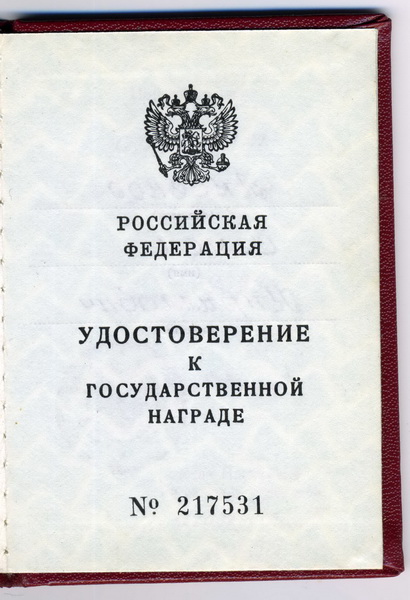 РОССИЙСКАЯ
ФЕДЕРАЦИЯ
УДОСТОВЕРЕНИЕ
К
ГОСУДАРСТВЕННОЙ
НАГРАДЕ
№ 217531